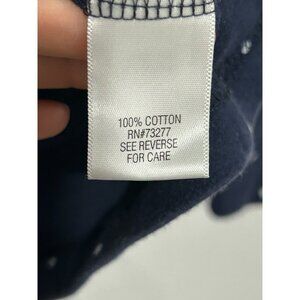 100% COTTON
RN#73277
SEE REVERSE
FOR CARE